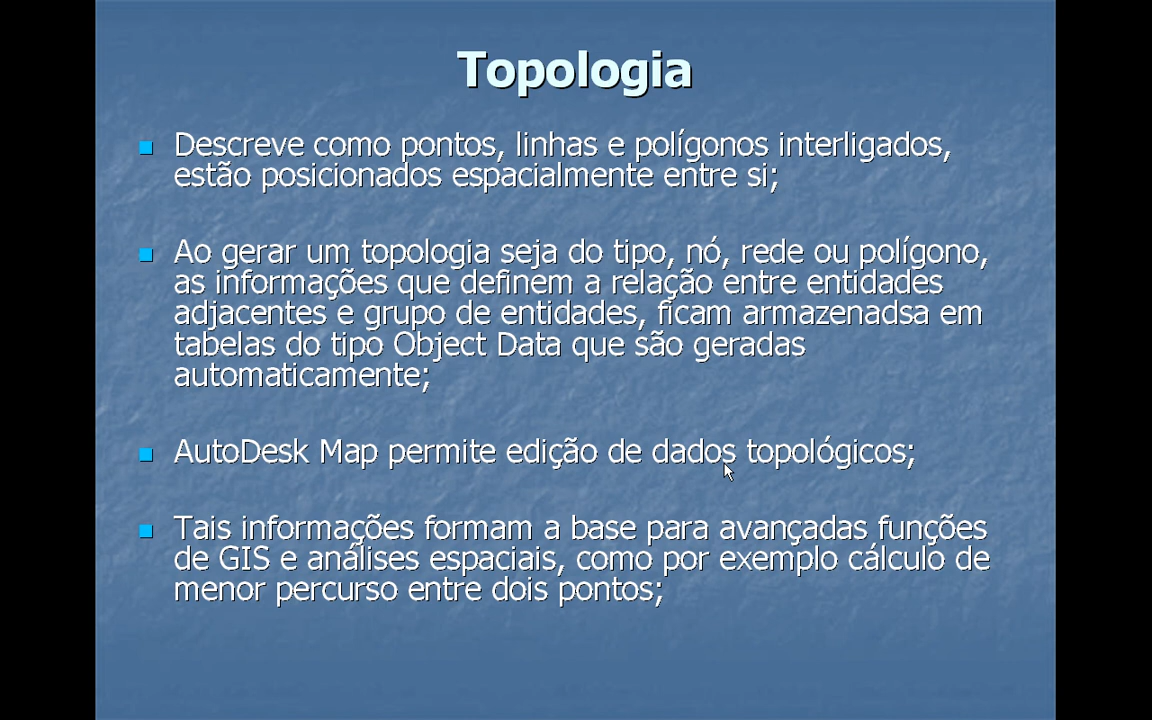 Topologia
Descreve como pontos, linhas e polígonos interligados,
estão posicionados espacialmente entre si;
Ao gerar um topologia seja do tipo, nó, rede ou polígono,
as informações que definem a relação entre entidades
adjacentes e grupo de entidades, ficam armazenadsa em
tabelas do tipo Object Data que são geradas
automaticamente;
AutoDesk Map permite edição de dados topológicos;
Tais informações formam a base para avançadas funções
de GIS e análises espaciais, como por exemplo cálculo de
menor percurso entre dois pontos;